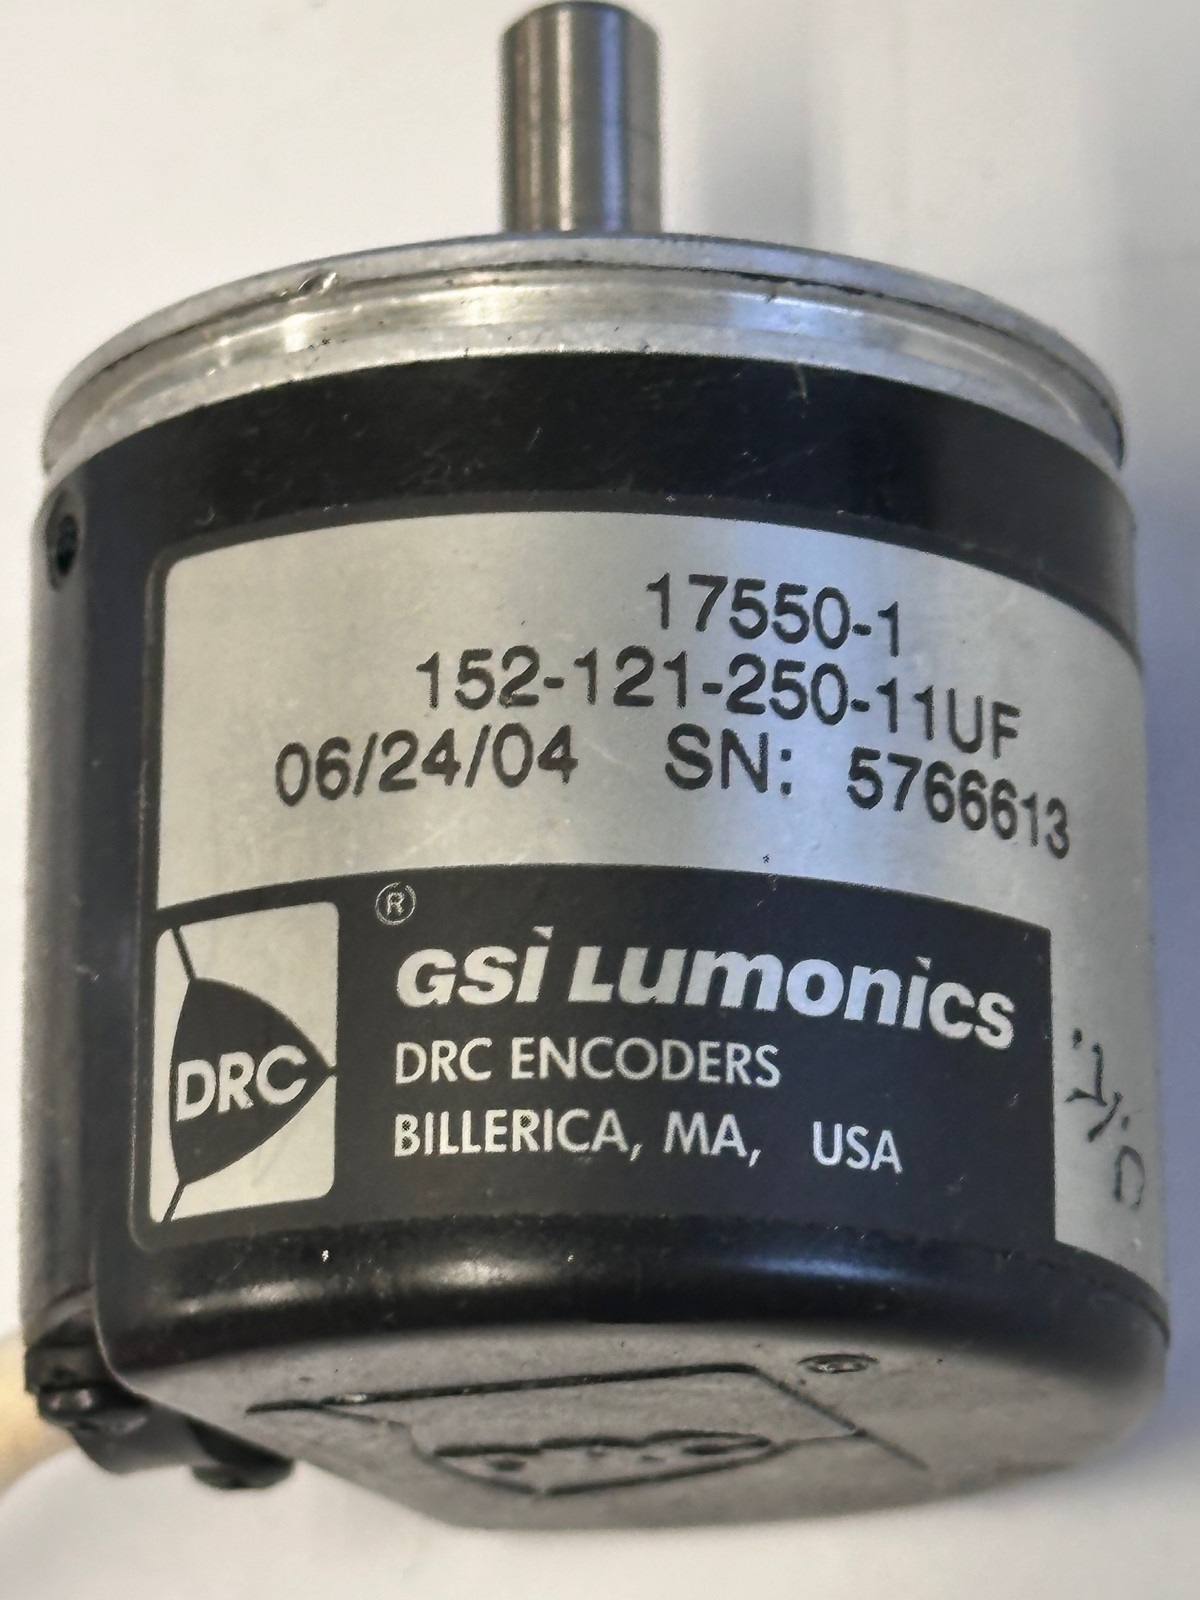 17550-1
152-121-250-11UF
06/24/04 SN: 5766613
®
GSI LUMONICS
DRC
DRC ENCODERS
BILLERICA, MA, USA